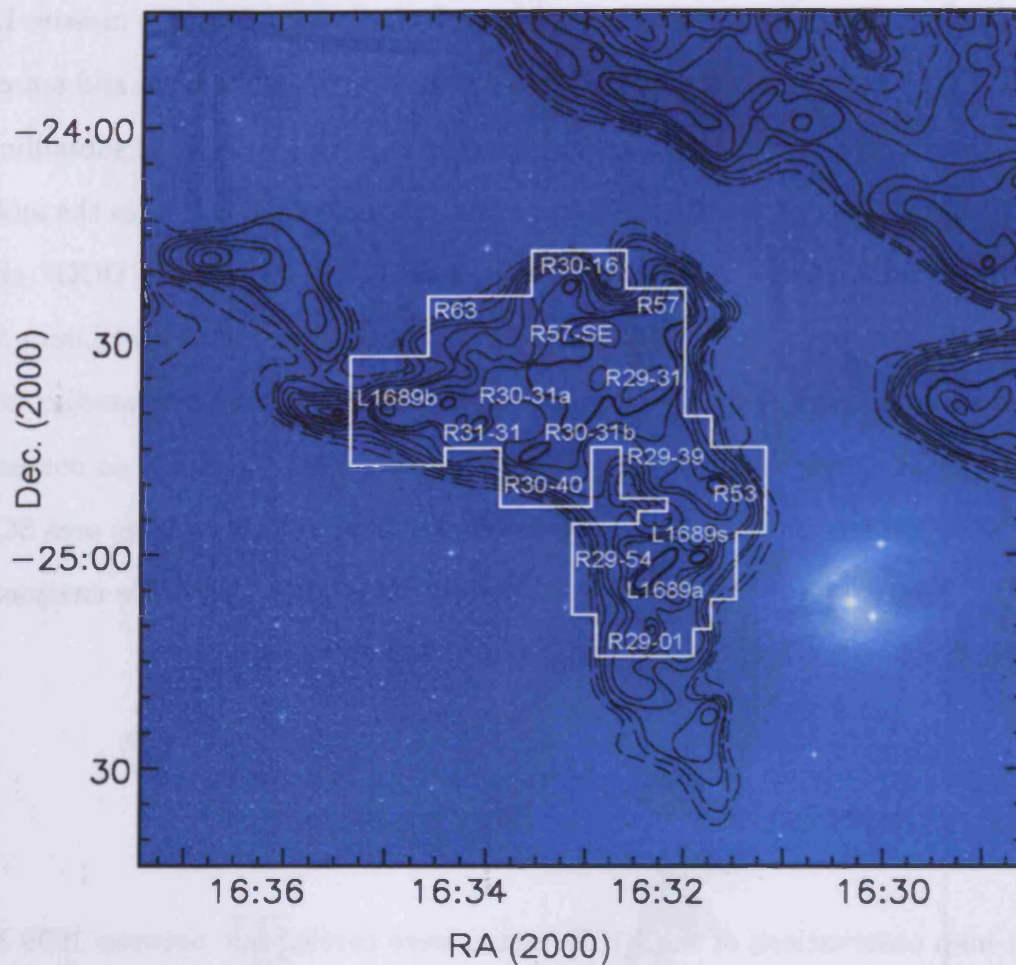 −24:00
R30-16
R63
R57
30
R57-SE
R29-31
L1689b
R30-31a
R31-31
R30-31b
R29-39
R30-40
R53
L1689s
−25:00
R29-54
L1689a
R29-01
30
Dec. (2000)
16:36
16:34
16:32
16:30
RA (2000)